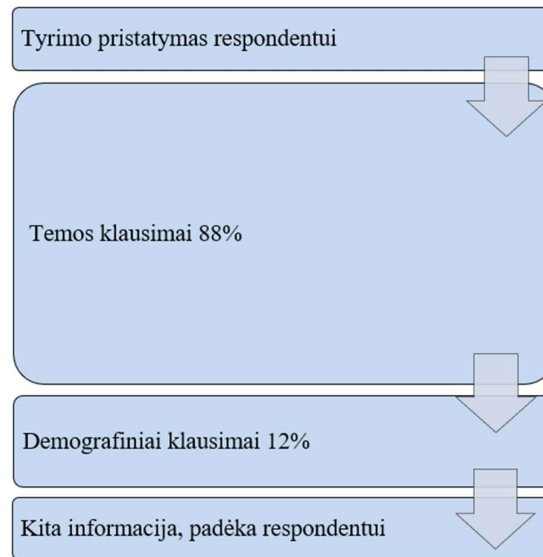 Tyrimo pristatymas respondentui
Temos klausimai 88%
Demografiniai klausimai 12%
Kita informacija, padėka respondentui